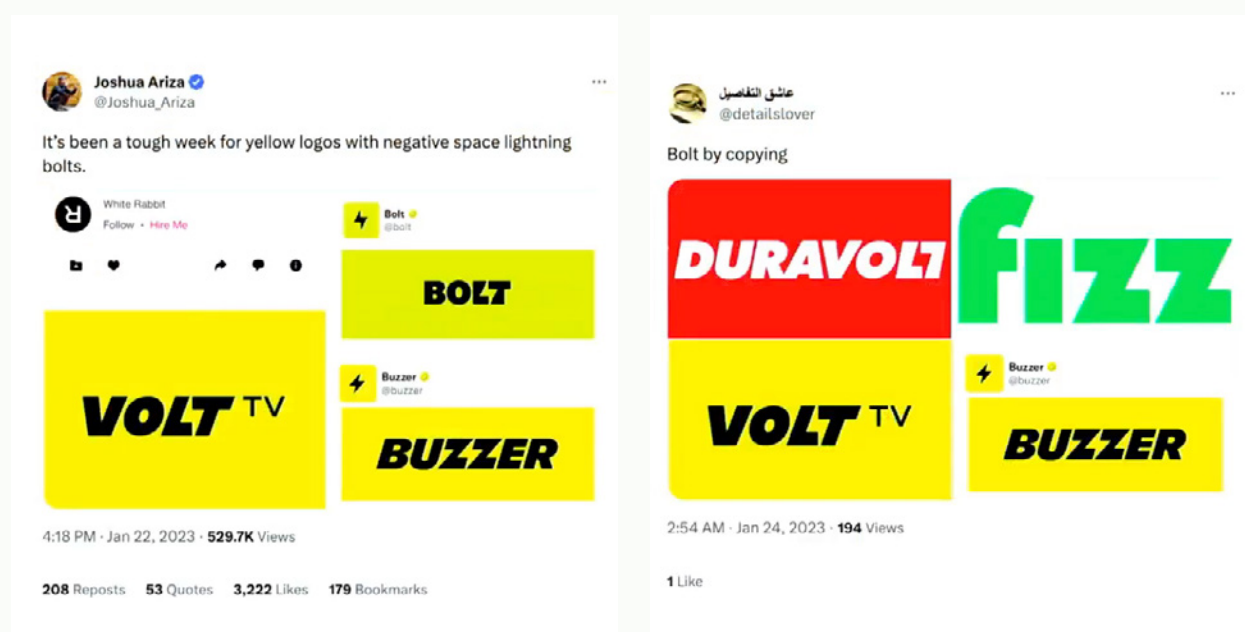 Joshua Ariza
@Joshua_Ariza
It's been a tough week for yellow logos with negative space lightning
bolts.
White Rabbit
Follow • Hire Me
Bolt
@bolt
BOLT
VOLT TV
Buzzer
@buzzer
BUZZER
4:18 PM · Jan 22, 2023 · 529.7K Views
208 Reposts 53 Quotes 3,222 Likes 179 Bookmarks
عاشق التفاصيل
@detailslover
Bolt by copying
DURAVOLT
fizz
VOLT TV
Buzzer
@buzzer
BUZZER
2:54 AM · Jan 24, 2023 · 194 Views
1 Like